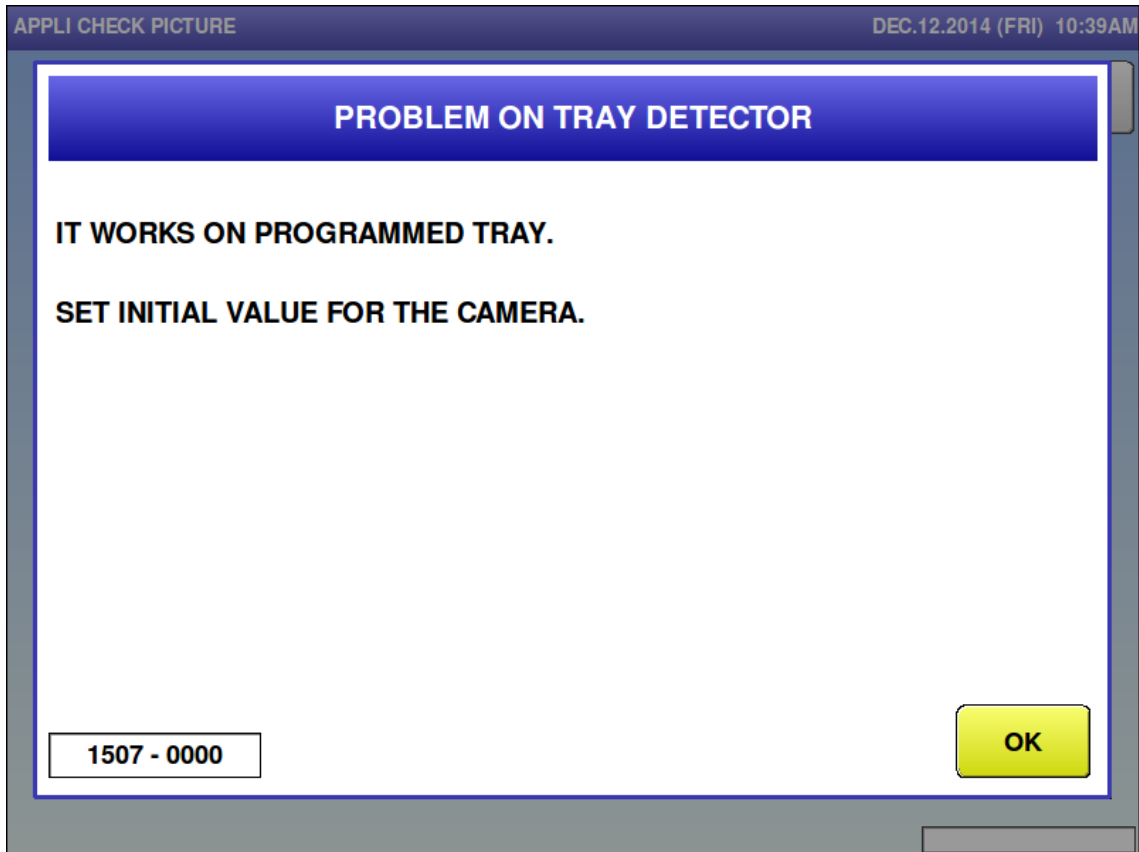 APPLI CHECK PICTURE DEC.12.2014 (FRI) 10:39AM
PROBLEM ON TRAY DETECTOR
IT WORKS ON PROGRAMMED TRAY.
SET INITIAL VALUE FOR THE CAMERA.
1507 - 0000
OK